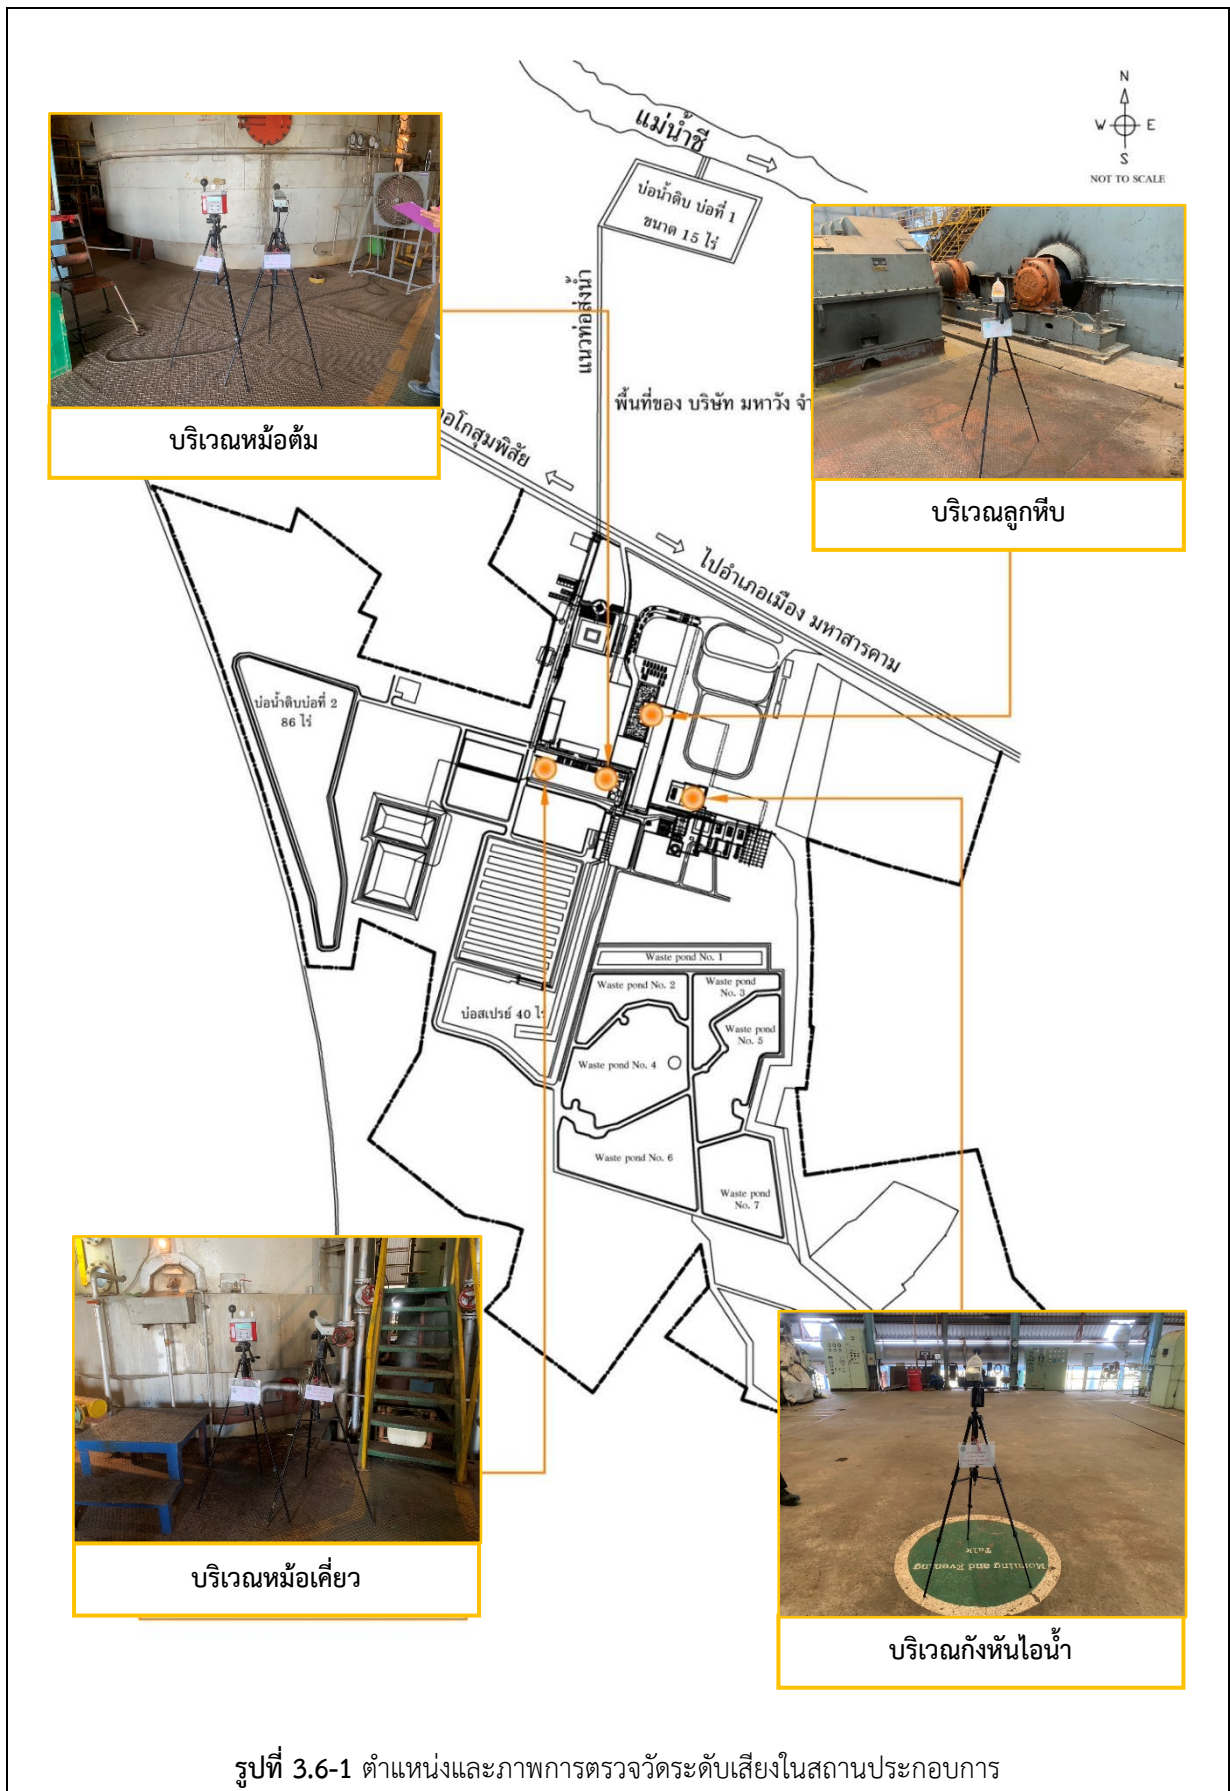 N
W E
S
NOT TO SCALE
แม่น้ำชี
บ่อน้ำดิบ บ่อที่ 1
ขนาด 15 ไร่
แนวท่อส่งน้ำ
พื้นที่ของ บริษัท มหาวัง จำ
บริเวณหม้อต้ม
บริเวณลูกหีบ
อโกสุมพิสัย
ไปอำเภอเมือง มหาสารคาม
บ่อน้ำดิบบ่อที่ 2
86 ไร่
Waste pond No. 1
Waste pond No. 2
Waste pond
No. 3
บ่อสเปรย์ 40 ไร่
Waste pond
No. 5
Waste pond No. 4
Waste pond No. 6
Waste pond
No. 7
Morning and Evening
Talk
บริเวณหม้อเคี่ยว
บริเวณกังหันไอน้ำ
รูปที่ 3.6-1 ตำแหน่งและภาพการตรวจวัดระดับเสียงในสถานประกอบการ